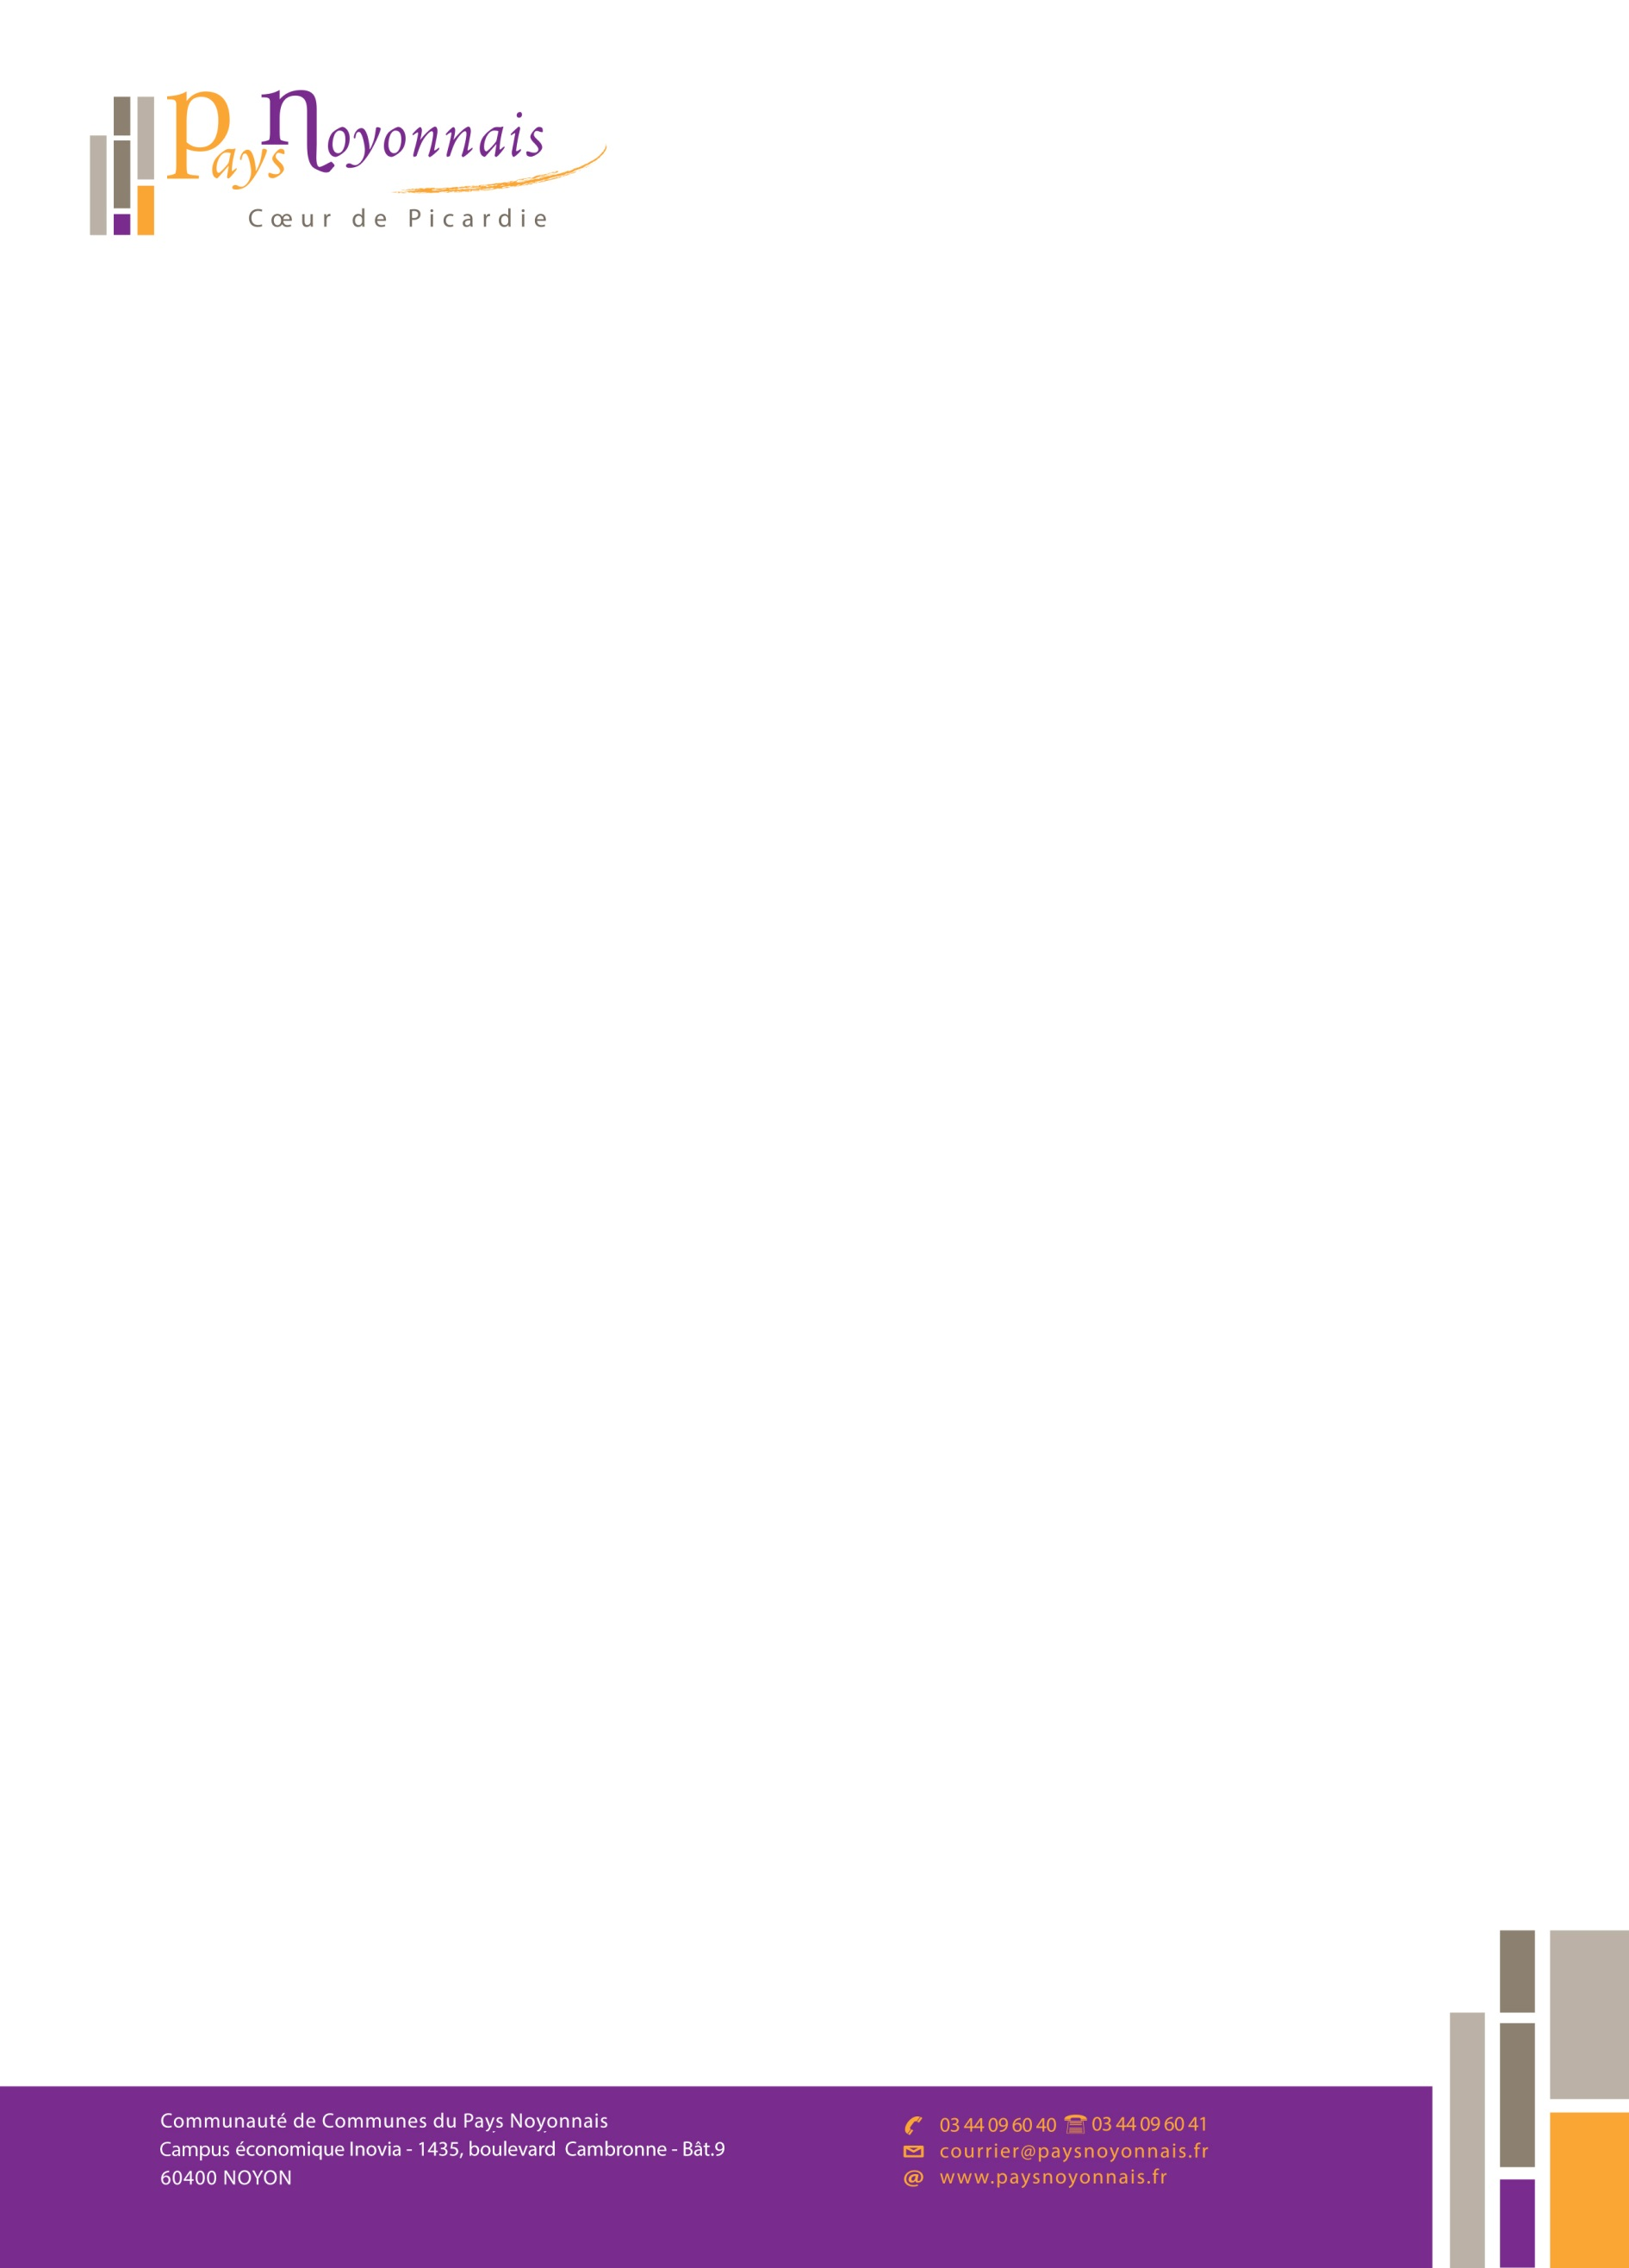 Pays Noyonnais
Cœur de Picardie
Communauté de Communes du Pays Noyonnais
Campus économique Inovia - 1435, boulevard Cambronne - Bât.9
60400 NOYON
03 44 09 60 40 03 44 09 60 41
courrier@paysnoyonnais.fr
@ www.paysnoyonnais.fr